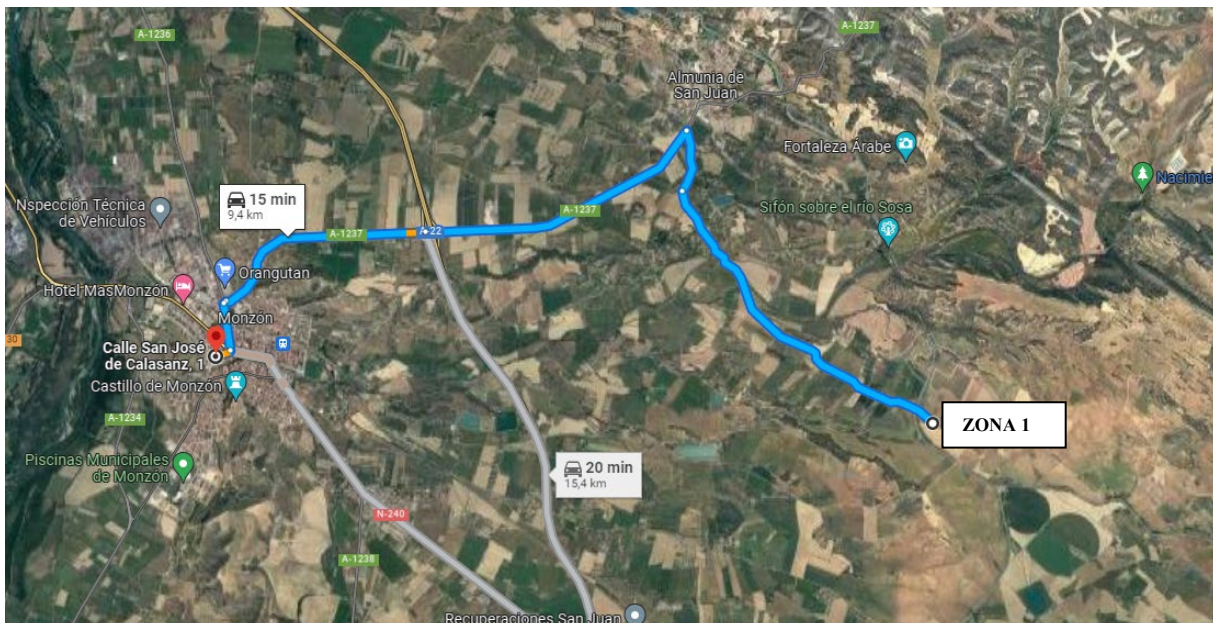 A-1237
A-1236
Almunia de
San Juan
Fortaleza Árabe
Nacimie
15 min
9,4 km
Nspección Técnica
de Vehículos
A-1237
Sifón sobre el río Sosa
A-1237
A-22
Orangutan
Hotel MasMonzón
Monzón
30
Calle San José
de Calasanz, 1
Castillo de Monzón
A-1234
ZONA 1
Piscinas Municipales
de Monzón
20 min
15,4 km
N-240
A-1238
Recuperaciones San Juan